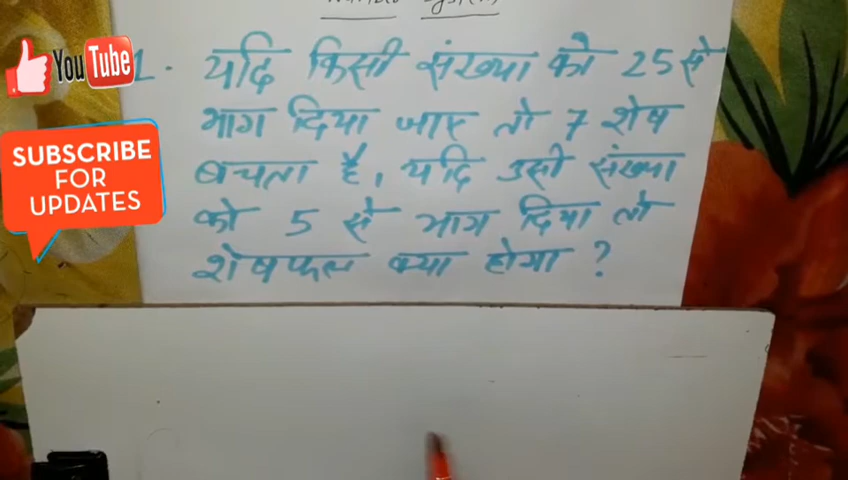 1. यदि किसी संख्या को 25 से
भाग दिया जाए तो 7 शेष
बचता है, यदि उसी संख्या
को 5 से भाग दिया तो
शेषफल क्या होगा ?
YouTube
SUBSCRIBE
FOR
UPDATES